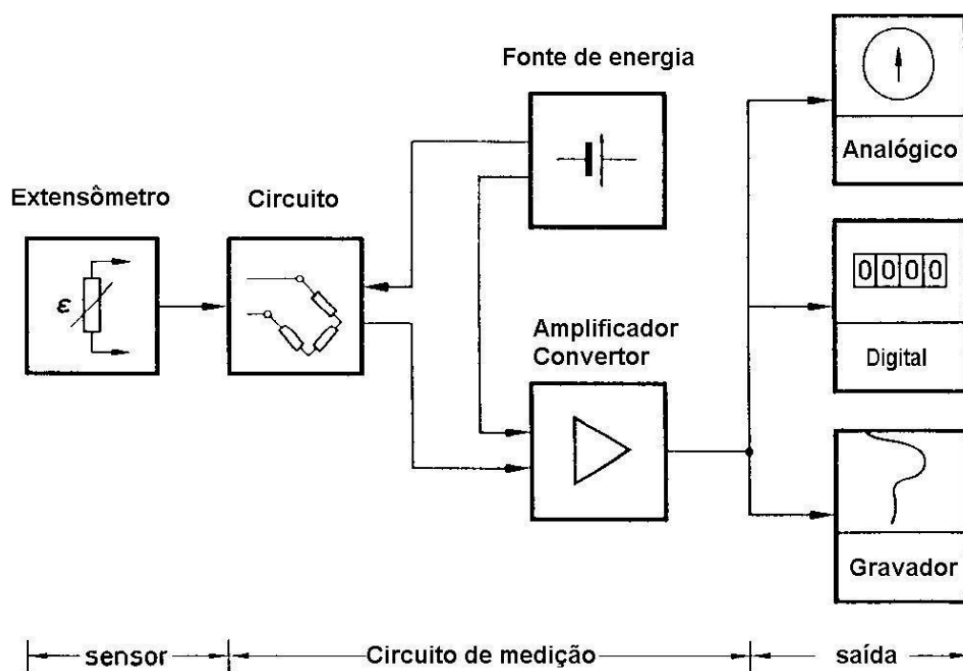 Fonte de energia
Analógico
Extensômetro
Circuito
ε
0000
Amplificador
Convertor
Digital
Gravador
sensor
Circuito de medição
saída